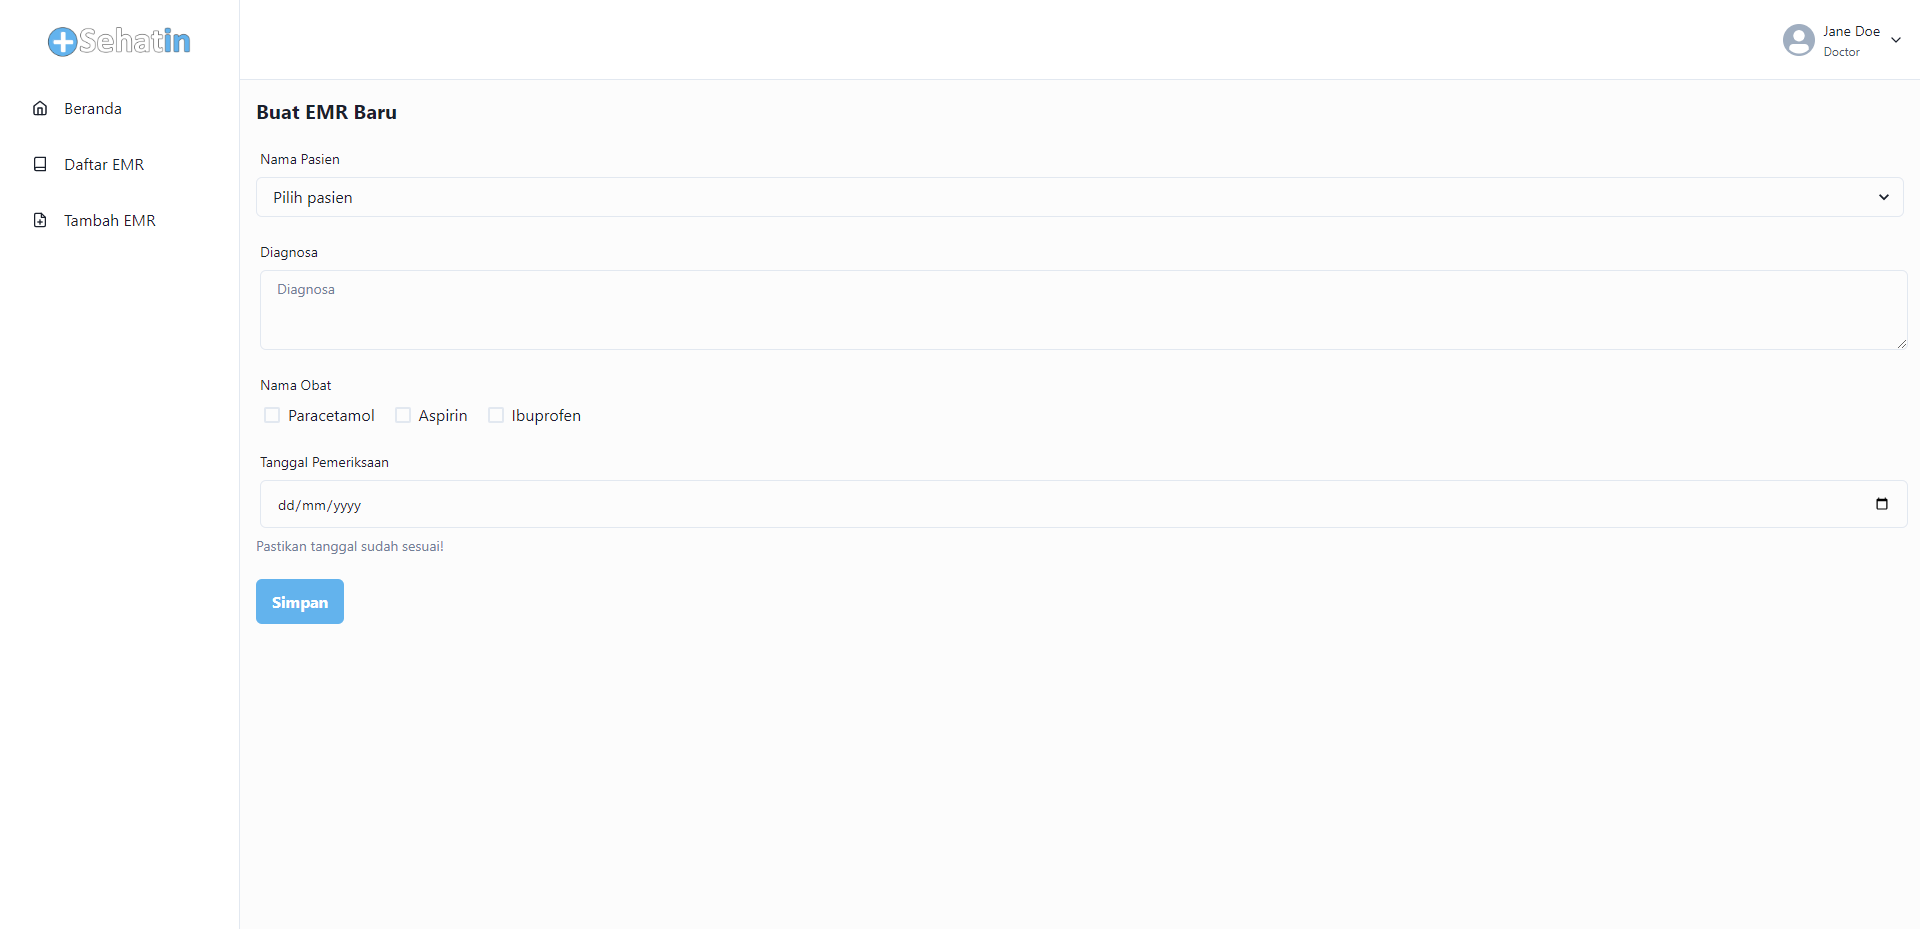 Sehatin
Jane Doe
Doctor
Beranda
Daftar EMR
Tambah EMR
Buat EMR Baru
Nama Pasien
Pilih pasien
Diagnosa
Diagnosa
Nama Obat
Paracetamol Aspirin Ibuprofen
Tanggal Pemeriksaan
dd/mm/yyyy
Pastikan tanggal sudah sesuai!
Simpan